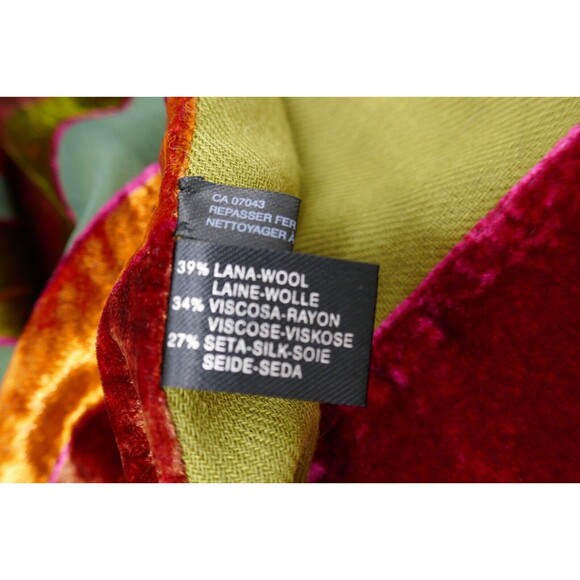 CA 07043
REPASSER FER
NETTOYAGER À
39% LANA-WOOL
LAINE-WOLLE
34% VISCOSA-RAYON
VISCOSE-VISKOSE
27% SETA-SILK-SOIE
SEIDE-SEDA